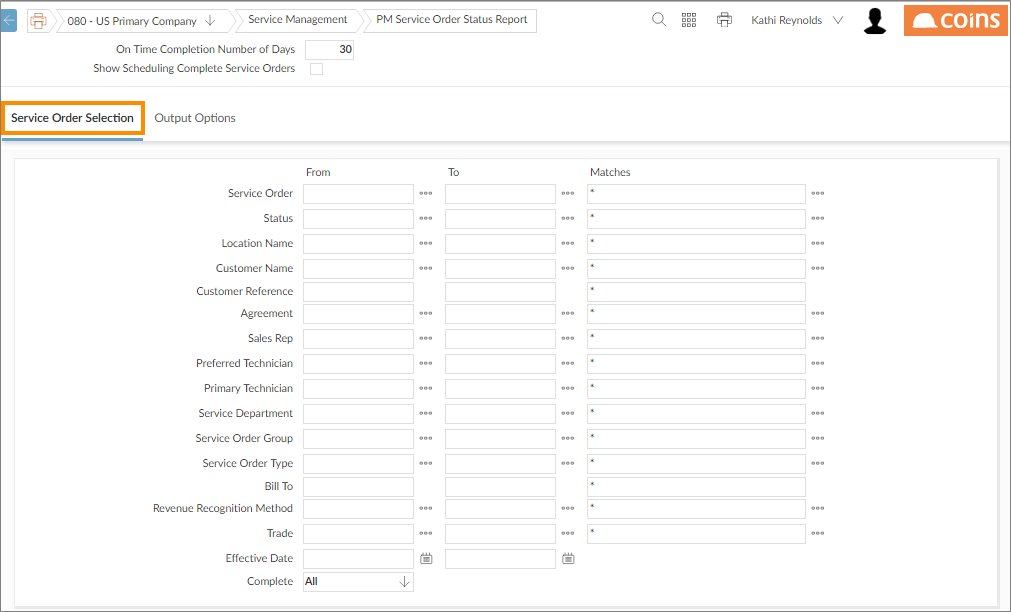 080 - US Primary Company Service Management PM Service Order Status Report Kathi Reynolds coins
On Time Completion Number of Days 30
Show Scheduling Complete Service Orders
Service Order Selection Output Options
From To Matches
Service Order *
Status *
Location Name *
Customer Name *
Customer Reference *
Agreement *
Sales Rep *
Preferred Technician *
Primary Technician *
Service Department *
Service Order Group *
Service Order Type *
Bill To *
Revenue Recognition Method *
Trade *
Effective Date
Complete All